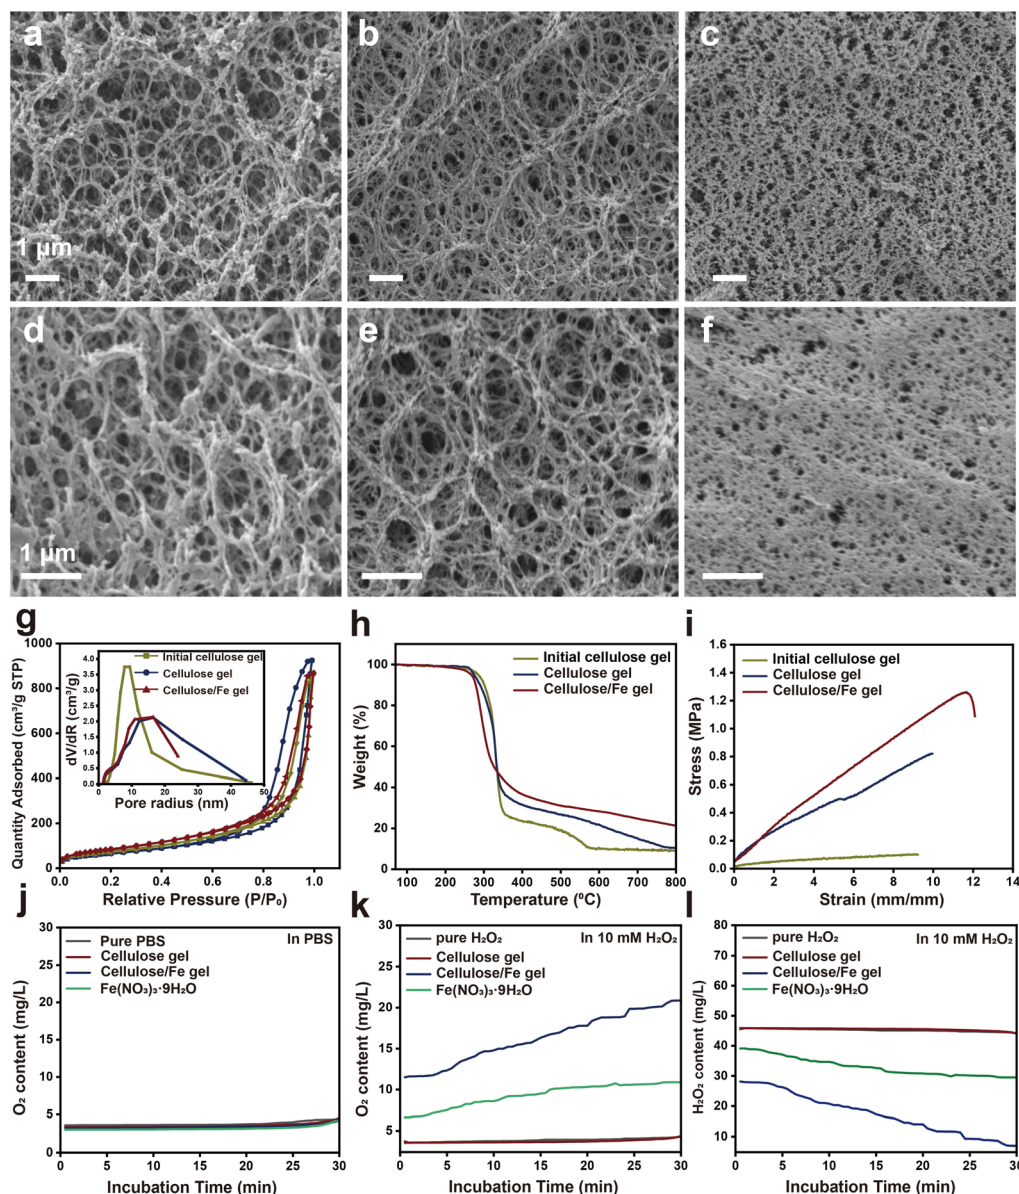 a
b
c
1 μm
d
e
f
1 μm
g
h
i
1000
800
600
400
200
0
0.0
0.2
0.4
0.6
0.8
1.0
Quantity Adsorbed (cm³/g STP)
Relative Pressure (P/P₀)
4.0
3.5
3.0
2.5
2.0
1.5
1.0
0.5
0.0
0
10
20
30
40
50
dV/dR (cm³/g)
Pore radius (nm)
Initial cellulose gel
Cellulose gel
Cellulose/Fe gel
100
80
60
40
20
0
100
200
300
400
500
600
700
800
Weight (%)
Temperature (ºC)
Initial cellulose gel
Cellulose gel
Cellulose/Fe gel
1.6
1.4
1.2
1.0
0.8
0.6
0.4
0.2
0.0
0
2
4
6
8
10
12
14
Stress (MPa)
Strain (mm/mm)
Initial cellulose gel
Cellulose gel
Cellulose/Fe gel
j
k
l
30
25
20
15
10
5
0
0
5
10
15
20
25
30
O₂ content (mg/L)
Incubation Time (min)
Pure PBS
Cellulose gel
Cellulose/Fe gel
Fe(NO₃)₃·9H₂O
In PBS
30
25
20
15
10
5
0
5
10
15
20
25
30
O₂ content (mg/L)
Incubation Time (min)
pure H₂O₂
Cellulose gel
Cellulose/Fe gel
Fe(NO₃)₃·9H₂O
In 10 mM H₂O₂
80
70
60
50
40
30
20
10
0
5
10
15
20
25
30
H₂O₂ content (mg/L)
Incubation Time (min)
pure H₂O₂
Cellulose gel
Cellulose/Fe gel
Fe(NO₃)₃·9H₂O
In 10 mM H₂O₂